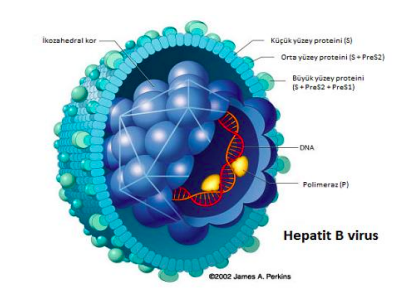 İkozahedral kor
Küçük yüzey proteini (S)
Orta yüzey proteini (S + PreS2)
Büyük yüzey proteini
(S + PreS2 + PreS1)
DNA
Polimeraz (P)
Hepatit B virus
©2002 James A. Perkins